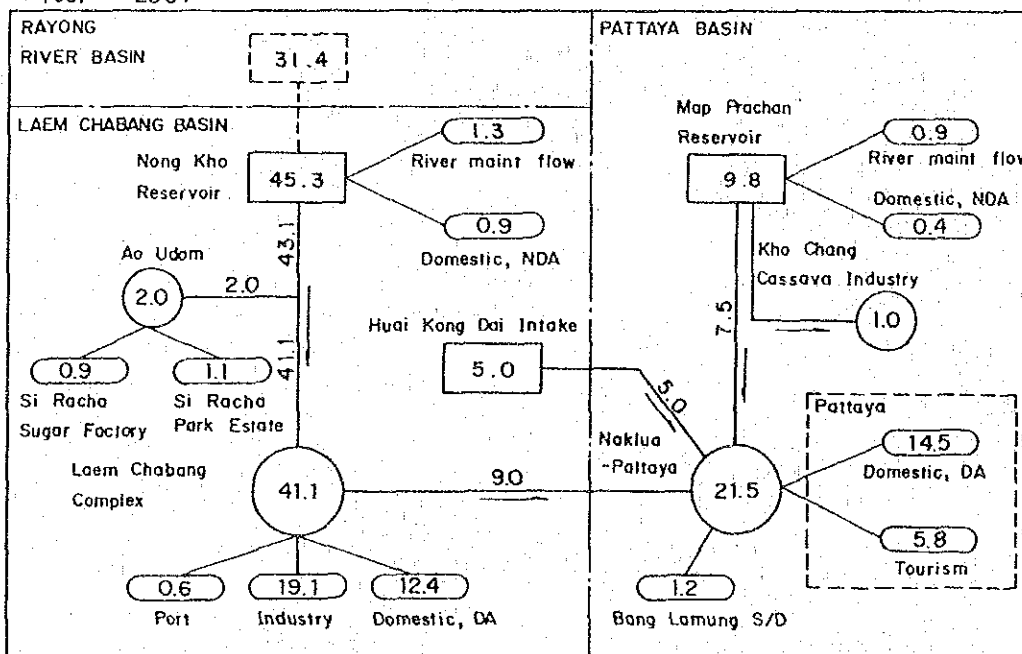 RAYONG
RIVER BASIN
31.4
PATTAYA BASIN
LAEM CHABANG BASIN
Nong Kho
Reservoir
45.3
1.3
River maint flow
0.9
Domestic, NDA
43.1
Ao Udom
2.0
2.0
0.9
Si Racha
Sugar Factory
1.1
Si Racha
Park Estate
41.1
Laem Chabang
Complex
41.1
0.6
Port
19.1
Industry
12.4
Domestic, DA
9.0
Huai Kong Dai Intake
5.0
5.0
Map Prachan
Reservoir
9.8
0.9
River maint flow
Domestic, NDA
0.4
Kho Chang
Cassava Industry
1.0
7.5
Naklua
-Pattaya
21.5
Pattaya
14.5
Domestic, DA
5.8
Tourism
1.2
Bang Lamung S/D